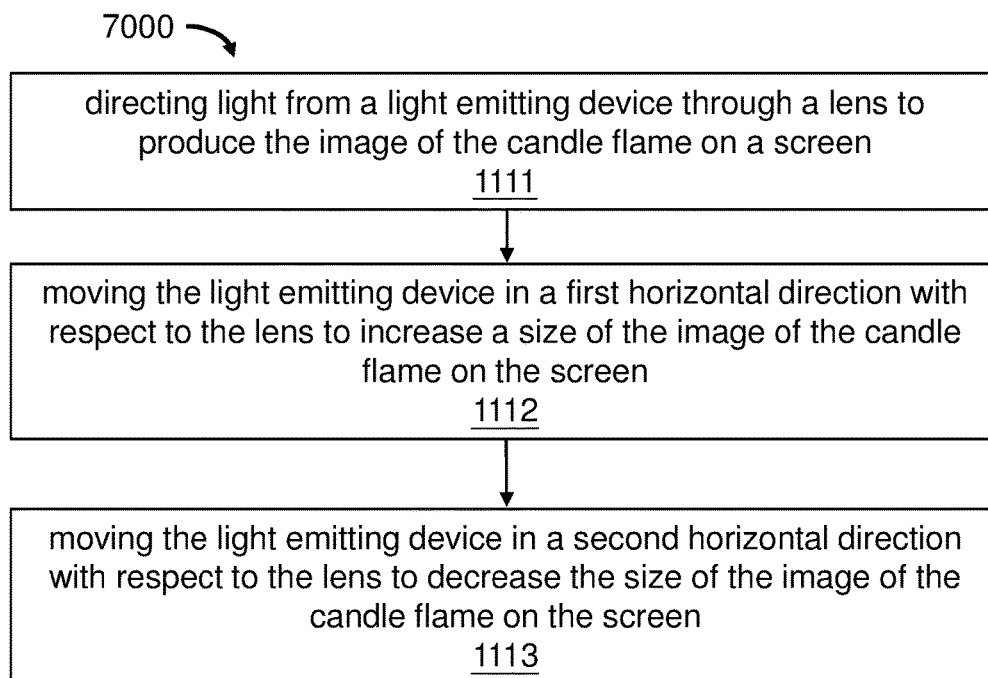 7000
directing light from a light emitting device through a lens to
produce the image of the candle flame on a screen
1111
moving the light emitting device in a first horizontal direction with
respect to the lens to increase a size of the image of the candle
flame on the screen
1112
moving the light emitting device in a second horizontal direction
with respect to the lens to decrease the size of the image of the
candle flame on the screen
1113